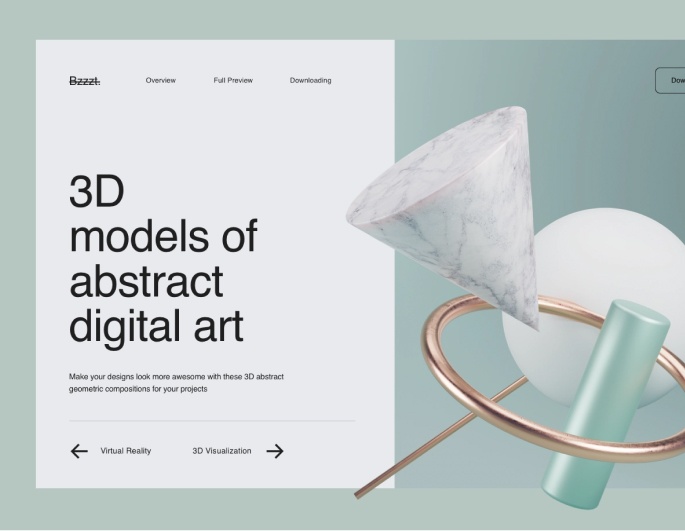 Bzzzt. Overview Full Preview Downloading Dow
3D
models of
abstract
digital art
Make your designs look more awesome with these 3D abstract
geometric compositions for your projects
Virtual Reality 3D Visualization